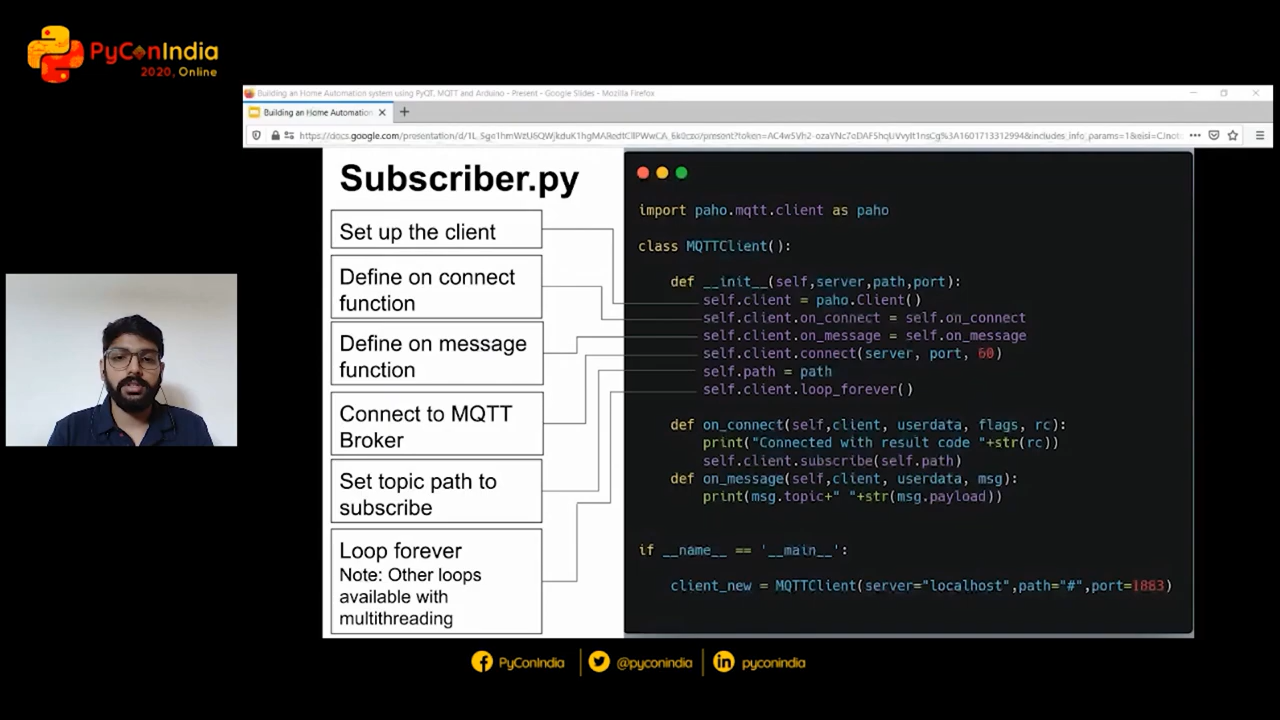 PyConIndia
2020, Online
Building an Home Automation system using PyQT, MQTT and Arduino - Present - Google Slides - Mozilla Firefox
Building an Home Automation
Subscriber.py
Set up the client
Define on connect
function
Define on message
function
Connect to MQTT
Broker
Set topic path to
subscribe
Loop forever
Note: Other loops
available with
multithreading
import paho.mqtt.client as paho
class MQTTClient():
def __init__(self,server,path,port):
self.client = paho.Client()
self.client.on_connect = self.on_connect
self.client.on_message = self.on_message
self.client.connect(server, port, 60)
self.path = path
self.client.loop_forever()
def on_connect(self,client, userdata, flags, rc):
print("Connected with result code "+str(rc))
self.client.subscribe(self.path)
def on_message(self,client, userdata, msg):
print(msg.topic+" "+str(msg.payload))
if __name__ == '__main__':
client_new = MQTTClient(server="localhost",path="#",port=1883)
PyConIndia
@pyconindia
pyconindia